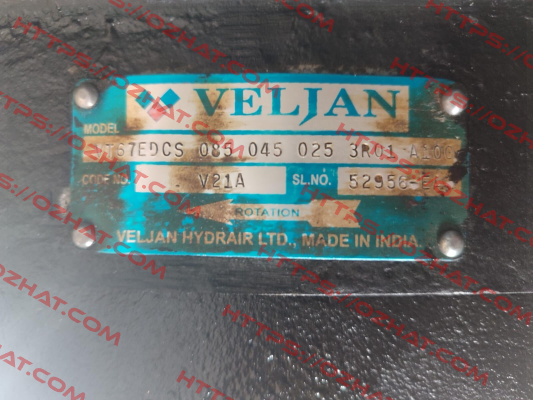 VELJAN
MODEL
VT67EDCS 085 045 025 3R01 A100
CODE NO. V21A SL.NO. 52956-
ROTATION
VELJAN HYDRAIR LTD., MADE IN INDIA
HTTPS://OZHAT.COM